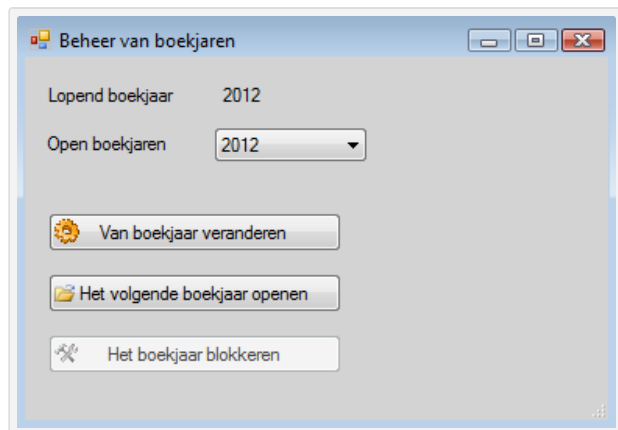 Beheer van boekjaren
Lopend boekjaar 2012
Open boekjaren 2012
Van boekjaar veranderen
Het volgende boekjaar openen
Het boekjaar blokkeren